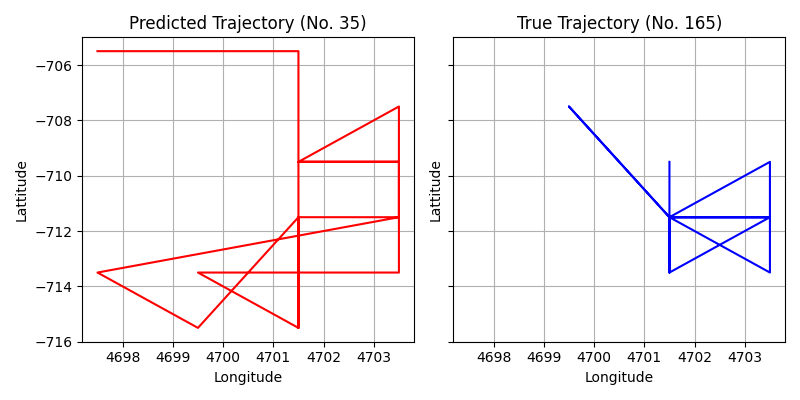 Predicted Trajectory (No. 35)
True Trajectory (No. 165)
−706
−708
−710
−712
−714
−716
Lattitude
Lattitude
4698 4699 4700 4701 4702 4703
4698 4699 4700 4701 4702 4703
Longitude
Longitude